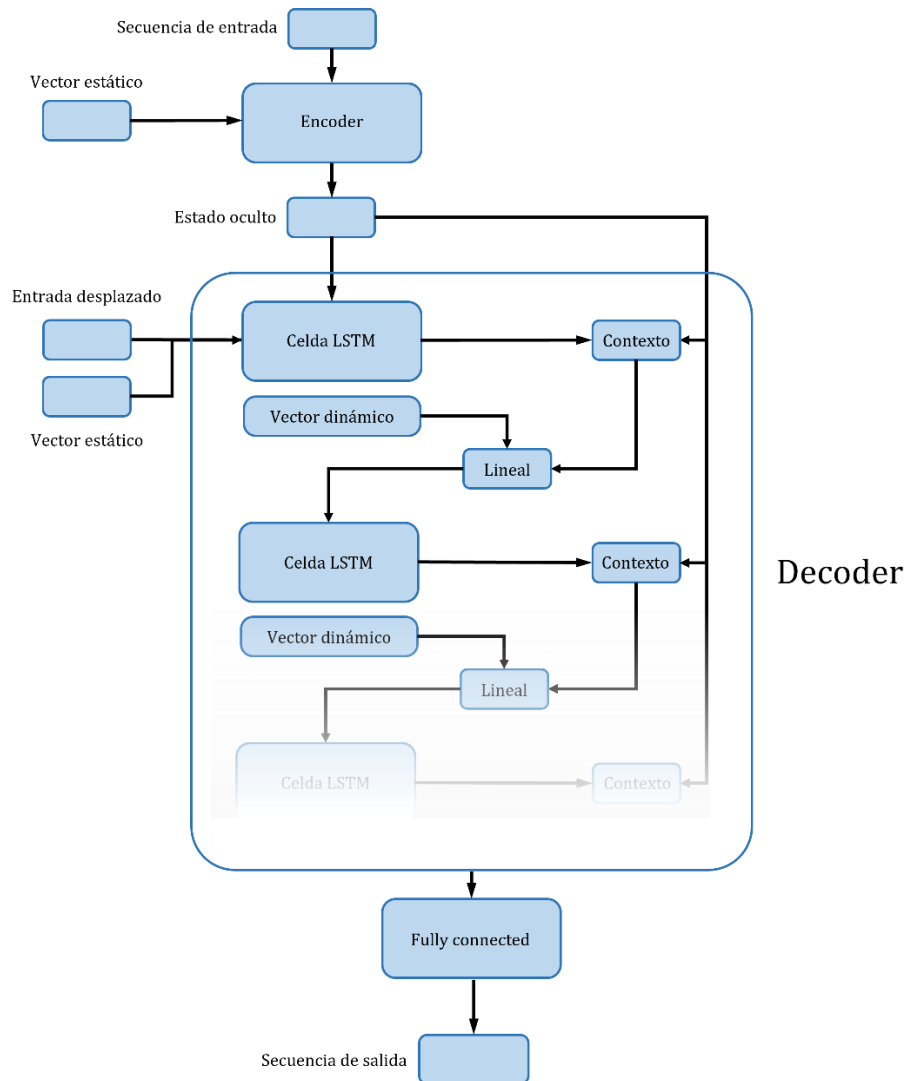 Secuencia de entrada
Vector estático
Encoder
Estado oculto
Entrada desplazado
Celda LSTM
Contexto
Vector estático
Vector dinámico
Lineal
Celda LSTM
Contexto
Decoder
Vector dinámico
Lineal
Celda LSTM
Contexto
Fully connected
Secuencia de salida